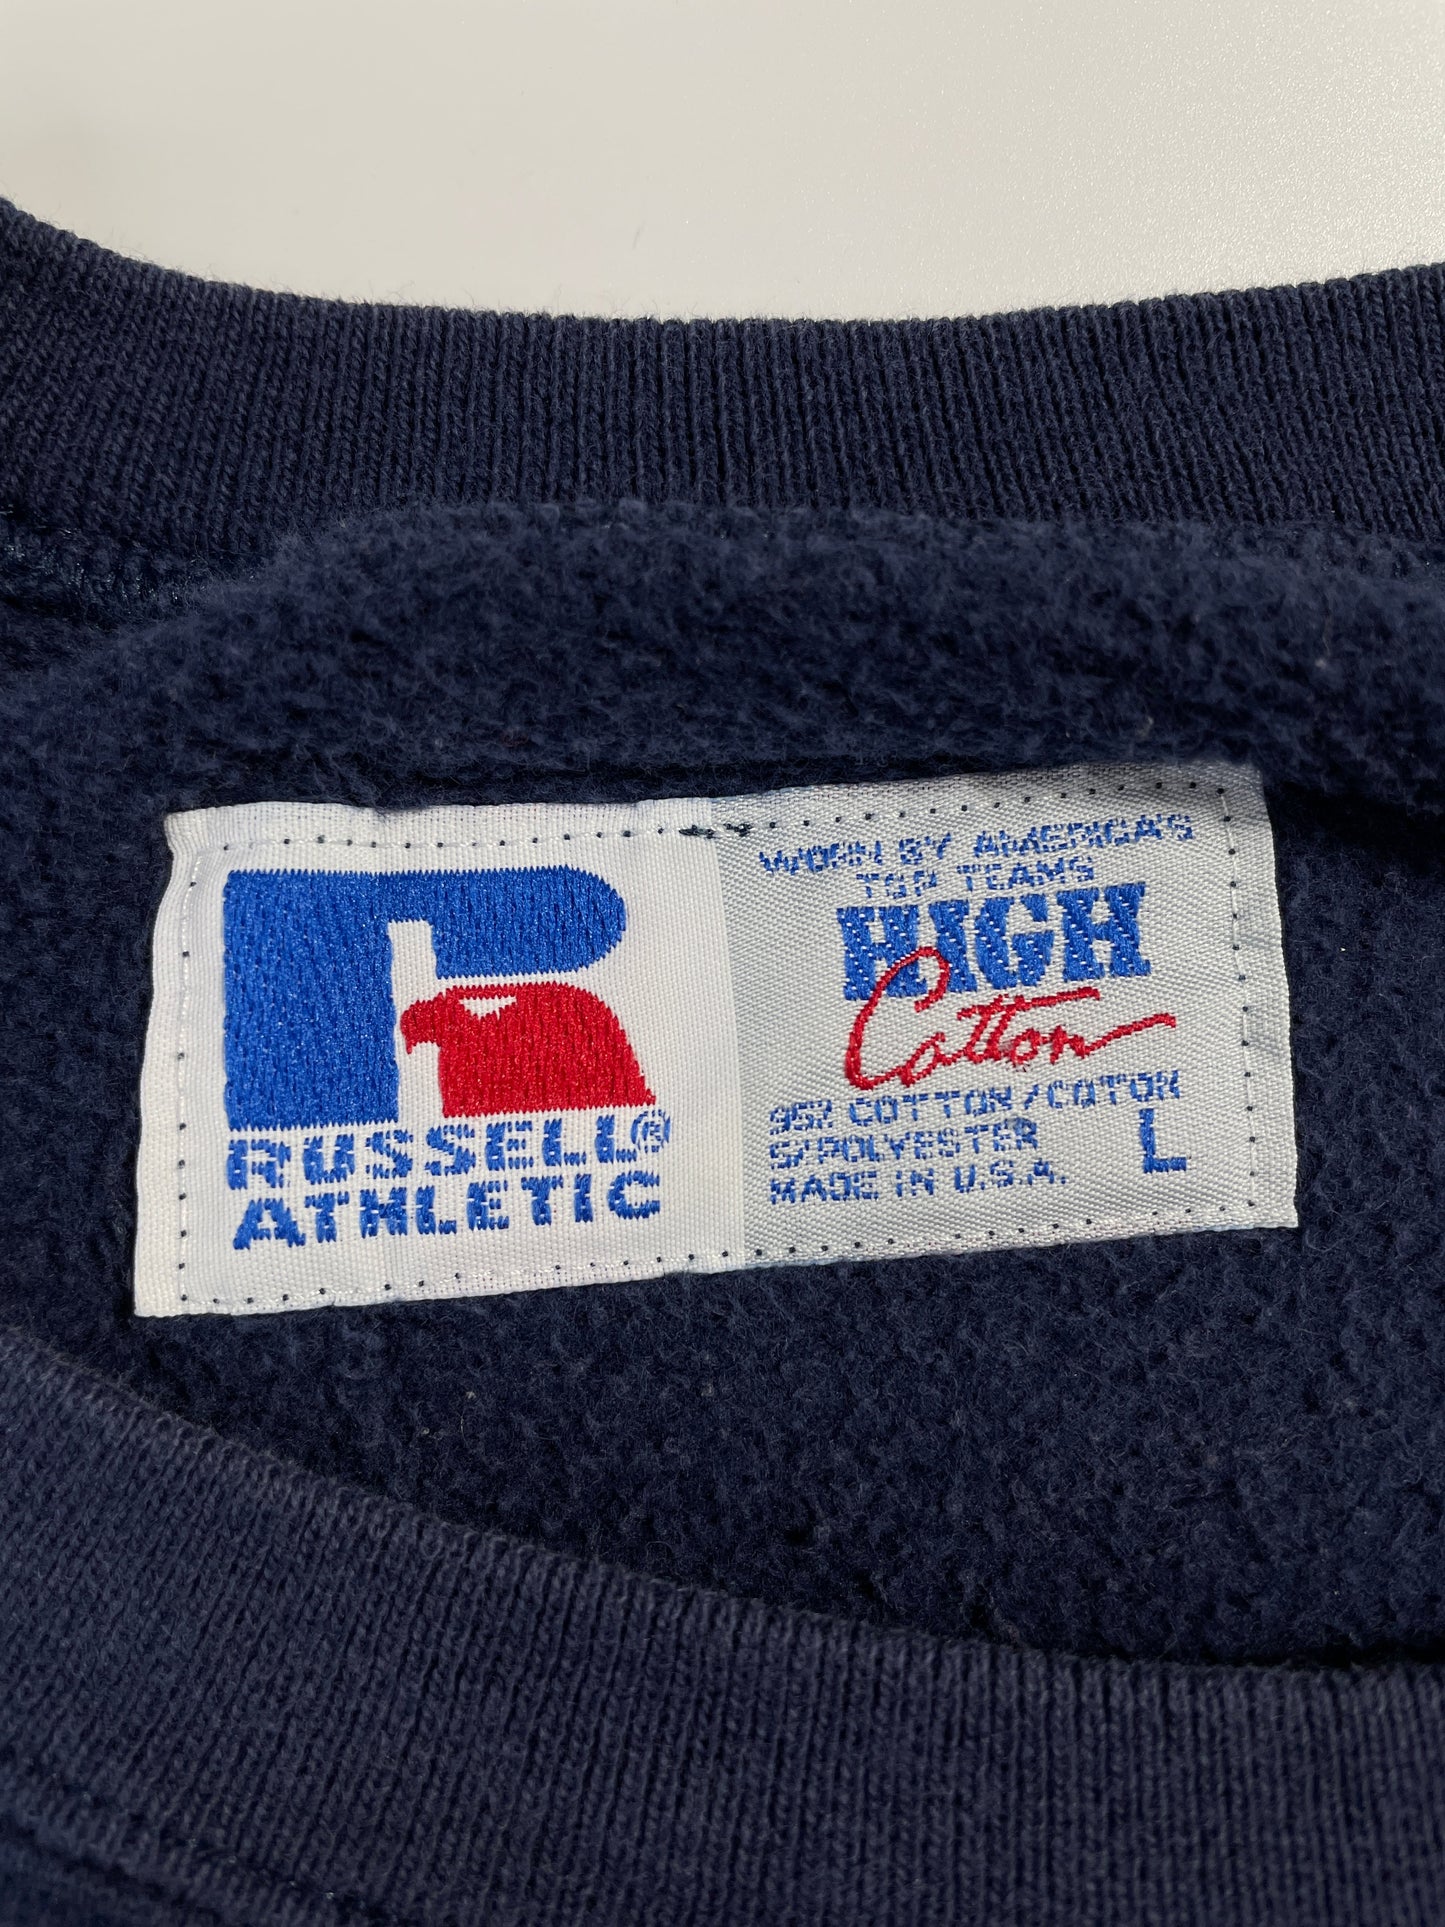 RUSSELL®
ATHLETIC
WORN BY AMERICA'S
TOP TEAMS
HIGH
Cotton
95% COTTON/COTON
5/POLYESTER
MADE IN U.S.A.
L